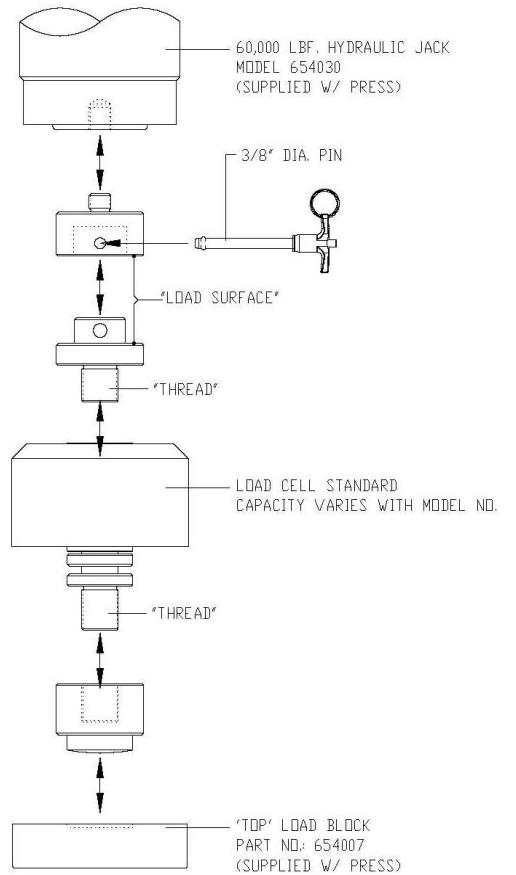 60,000 LBF. HYDRAULIC JACK
MODEL 654030
(SUPPLIED W/ PRESS)
3/8" DIA. PIN
"LOAD SURFACE"
"THREAD"
LOAD CELL STANDARD
CAPACITY VARIES WITH MODEL NO.
"THREAD"
'TOP' LOAD BLOCK
PART NO.: 654007
(SUPPLIED W/ PRESS)